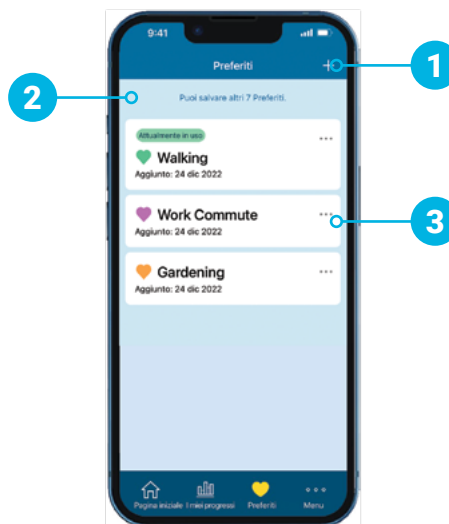 9:41
Preferiti
+
1
2
Puoi salvare altri 7 Preferiti.
Attualmente in uso
Walking
Aggiunto: 24 dic 2022
Work Commute
Aggiunto: 24 dic 2022
3
Gardening
Aggiunto: 24 dic 2022
Pagina iniziale I miei progressi Preferiti Menu